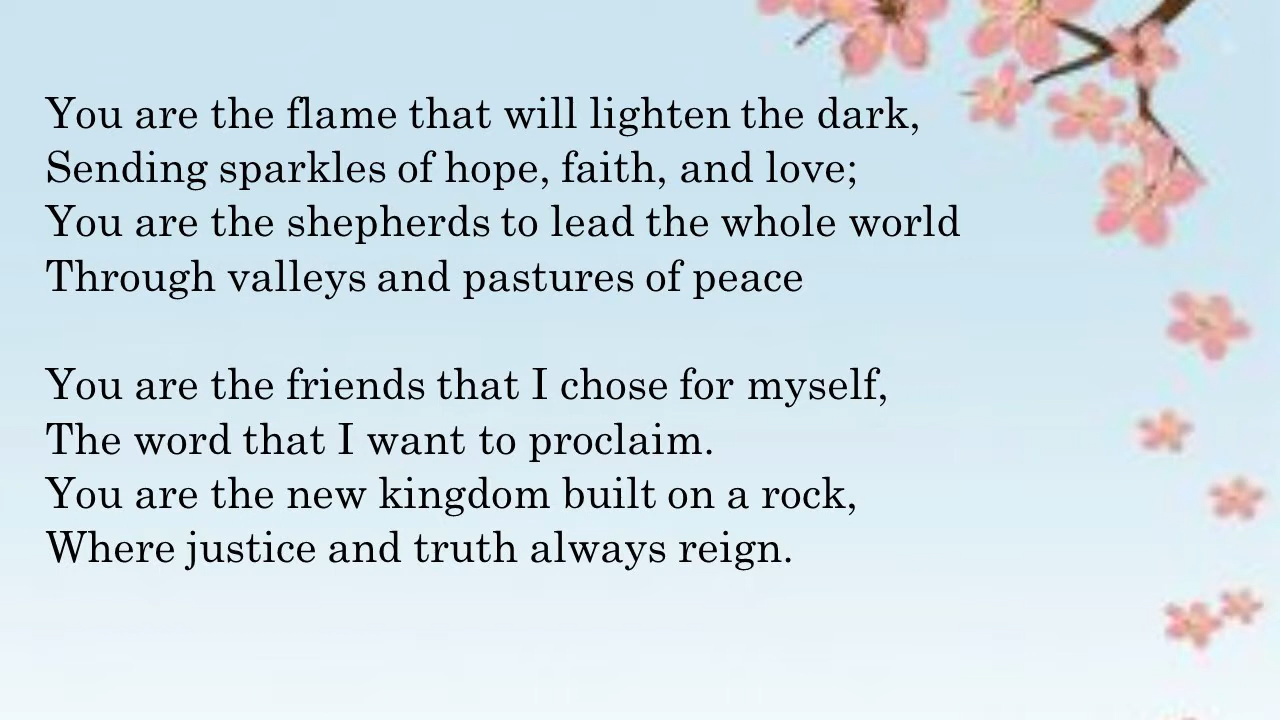 You are the flame that will lighten the dark,
Sending sparkles of hope, faith, and love;
You are the shepherds to lead the whole world
Through valleys and pastures of peace
You are the friends that I chose for myself,
The word that I want to proclaim.
You are the new kingdom built on a rock,
Where justice and truth always reign.